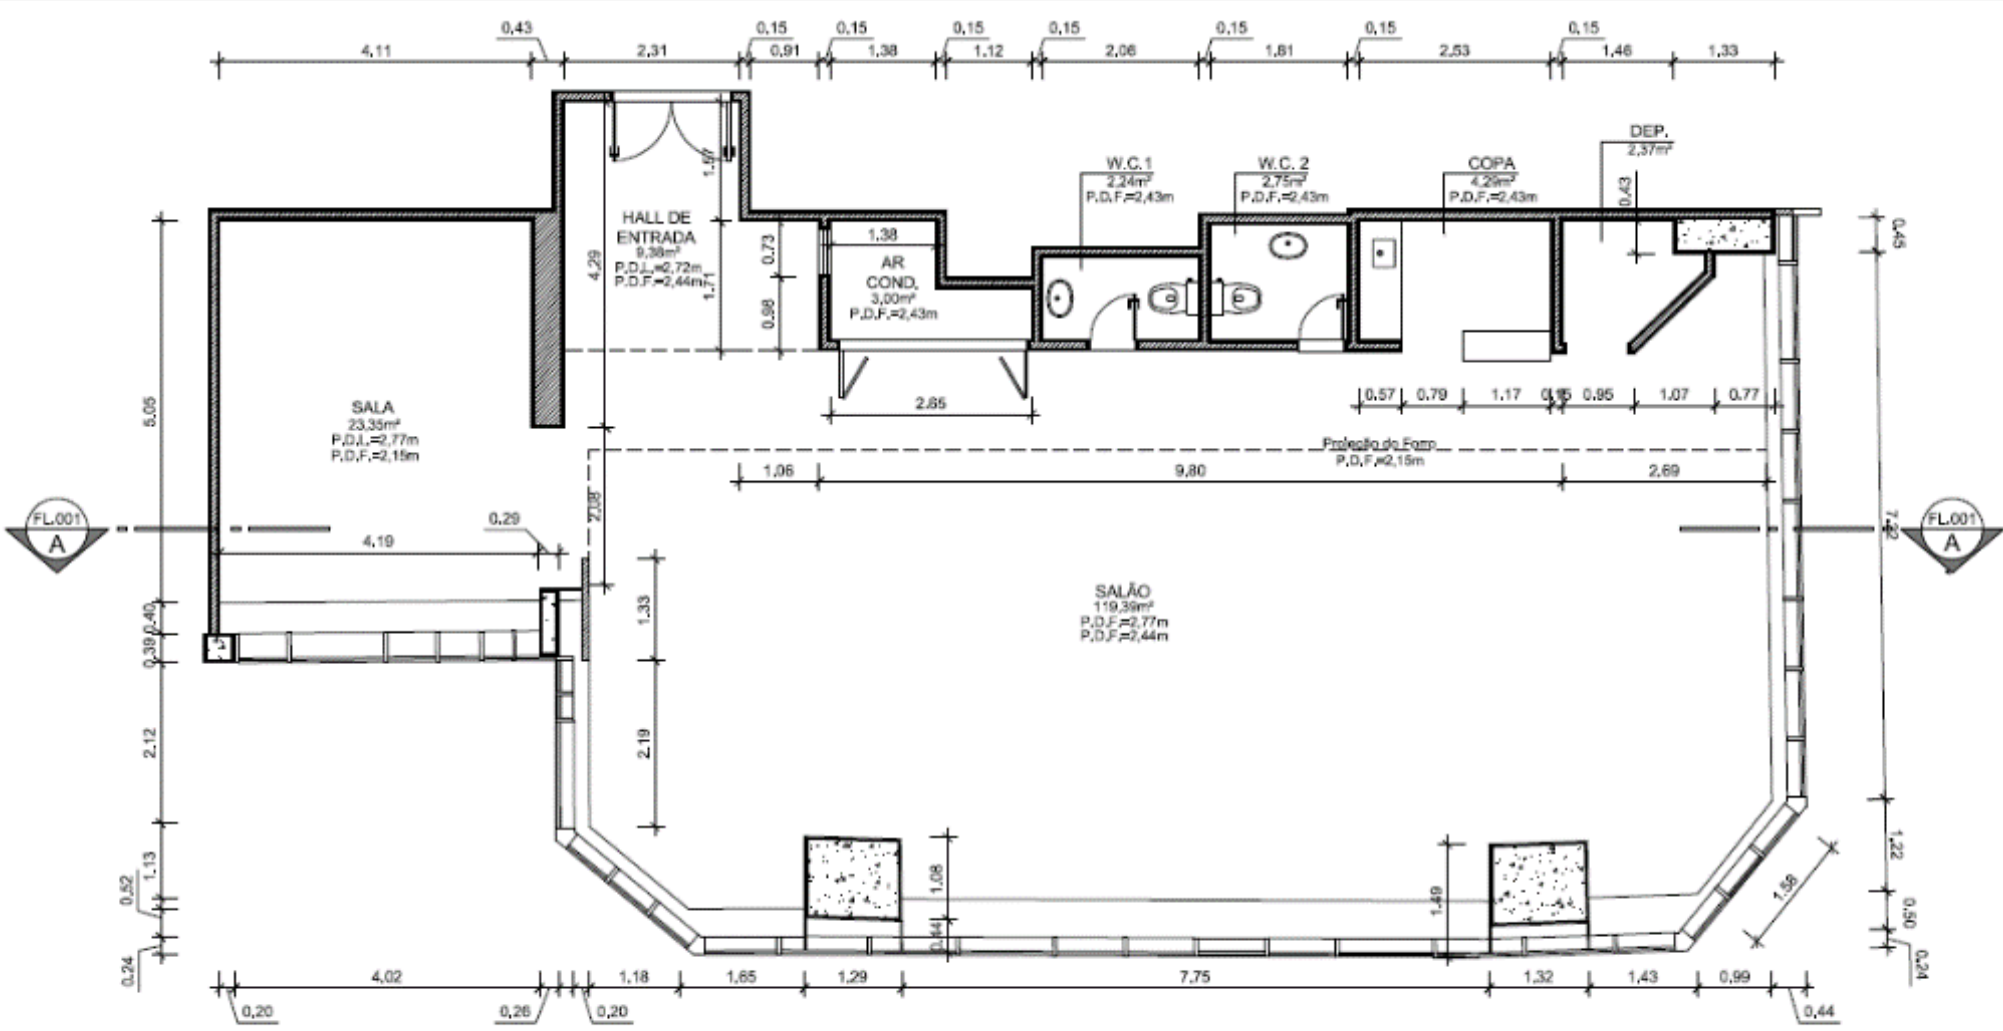 0,43
0,15
0,15
0,15
0,15
0,15
0,15
0,15
4,11
2,31
0,91
1,38
1,12
2,06
1,81
2,53
1,46
1,33
DEP.
2,37m²
W.C.1
2,24m²
P.D.F.=2,43m
W.C. 2
2,75m²
P.D.F.=2,43m
COPA
4,29m²
P.D.F.=2,43m
0,43
0,45
HALL DE
ENTRADA
9,38m²
P.D.L.=2,72m
P.D.F.=2,44m
1,71
4,29
0,73
0,98
1,38
AR
COND.
3,00m²
P.D.F.=2,43m
2,65
0,57
0,79
1,17
0,15
0,95
1,07
0,77
5,05
SALA
23,35m²
P.D.L.=2,77m
P.D.F.=2,15m
Projeção do Forro
P.D.F.=2,15m
1,06
9,80
2,69
FL.001
A
0,29
4,19
2,08
7,22
FL.001
A
SALÃO
119,39m²
P.D.F.=2,77m
P.D.F.=2,44m
0,40
0,39
1,33
2,12
2,19
1,13
0,52
0,24
1,08
0,44
1,49
1,22
1,58
0,50
0,24
4,02
1,18
1,65
1,29
7,75
1,32
1,43
0,99
0,20
0,26
0,20
0,44